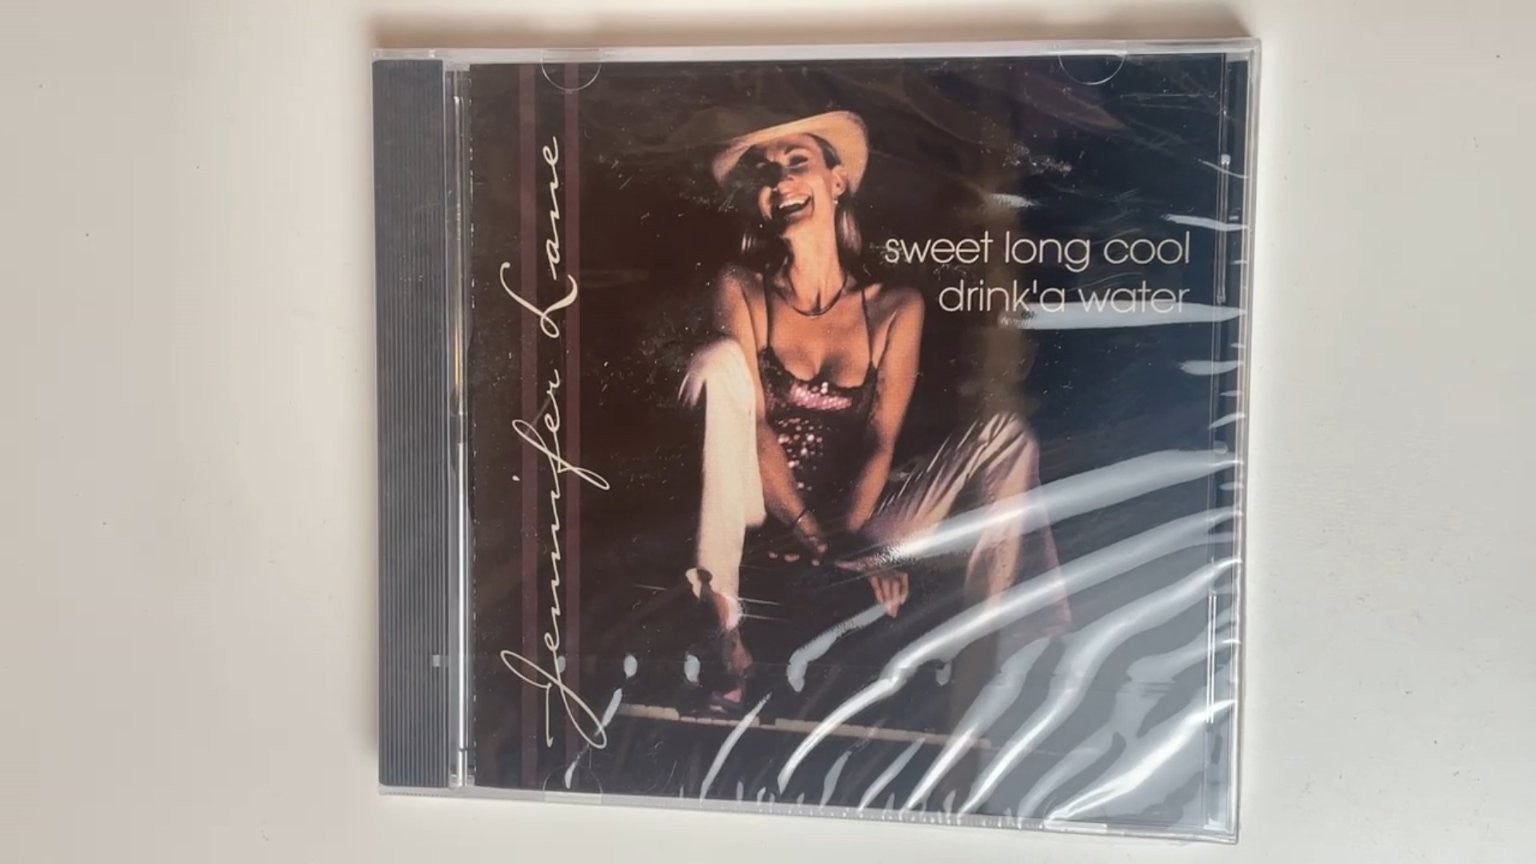 Jennifer Lane
sweet long cool
drink'a water